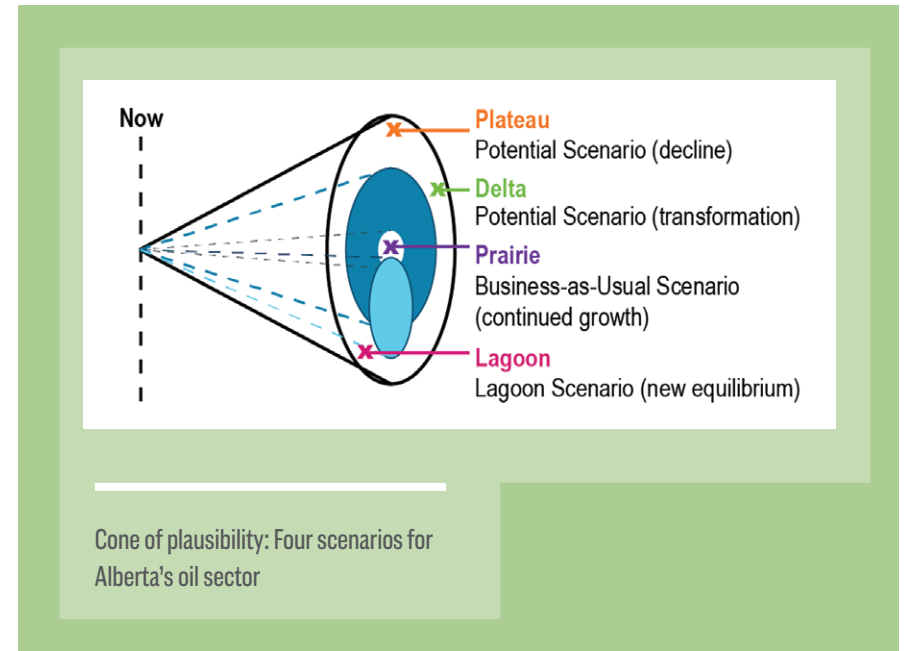 Now
Plateau
Potential Scenario (decline)
Delta
Potential Scenario (transformation)
Prairie
Business-as-Usual Scenario
(continued growth)
Lagoon
Lagoon Scenario (new equilibrium)
Cone of plausibility: Four scenarios for
Alberta's oil sector